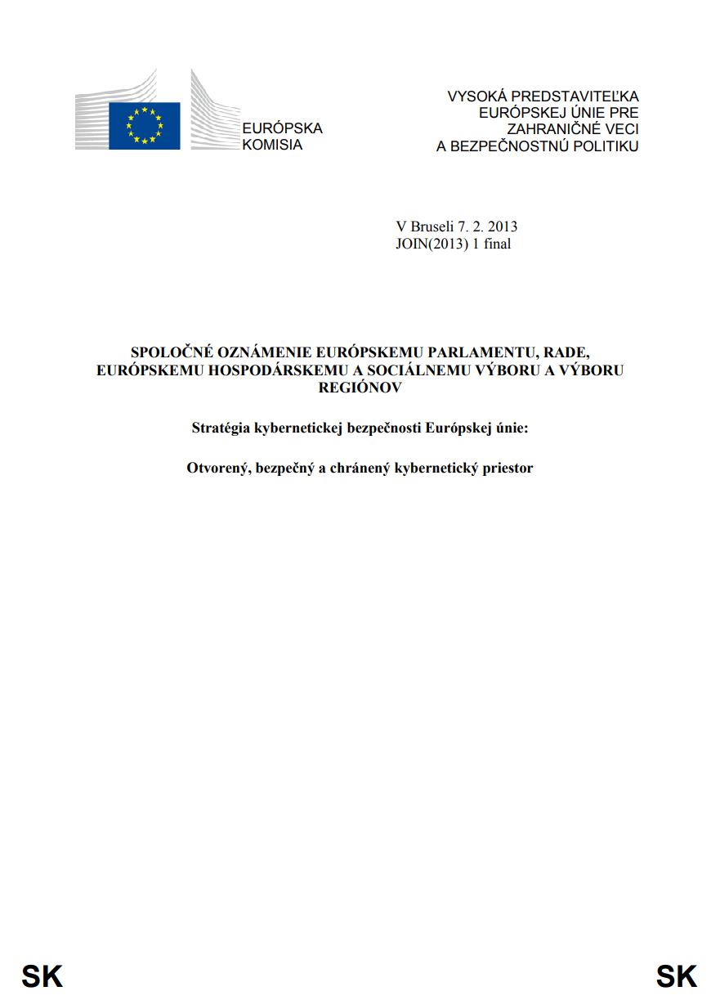 EURÓPSKA
KOMISIA
VYSOKÁ PREDSTAVITEĽKA
EURÓPSKEJ ÚNIE PRE
ZAHRANIČNÉ VECI
A BEZPEČNOSTNÚ POLITIKU
V Bruseli 7. 2. 2013
JOIN(2013) 1 final
SPOLOČNÉ OZNÁMENIE EURÓPSKEMU PARLAMENTU, RADE,
EURÓPSKEMU HOSPODÁRSKEMU A SOCIÁLNEMU VÝBORU A VÝBORU
REGIÓNOV
Stratégia kybernetickej bezpečnosti Európskej únie:
Otvorený, bezpečný a chránený kybernetický priestor
SK SK